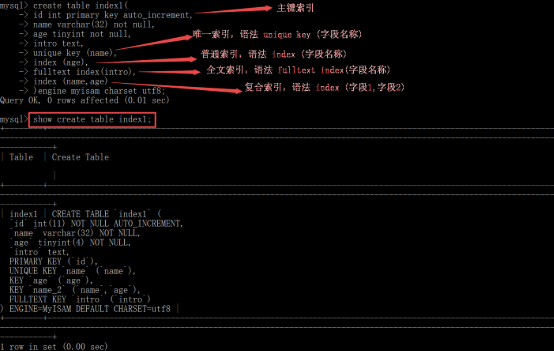 mysql> create table index1(
-> id int primary key auto_increment, 主键索引
-> name varchar(32) not null,
-> age tinyint not null,
-> intro text, 唯一索引，语法 unique key (字段名称)
-> unique key (name),
-> index (age), 普通索引，语法 index (字段名称)
-> fulltext index(intro), 全文索引，语法 fulltext index(字段名称)
-> index (name,age)
-> )engine myisam charset utf8; 复合索引，语法 index (字段1,字段2)
Query OK, 0 rows affected (0.01 sec)
mysql> show create table index1;
| Table | Create Table
| index1 | CREATE TABLE `index1` (
`id` int(11) NOT NULL AUTO_INCREMENT,
`name` varchar(32) NOT NULL,
`age` tinyint(4) NOT NULL,
`intro` text,
PRIMARY KEY (`id`),
UNIQUE KEY `name` (`name`),
KEY `age` (`age`),
KEY `name_2` (`name`,`age`),
FULLTEXT KEY `intro` (`intro`)
) ENGINE=MyISAM DEFAULT CHARSET=utf8 |
1 row in set (0.00 sec)